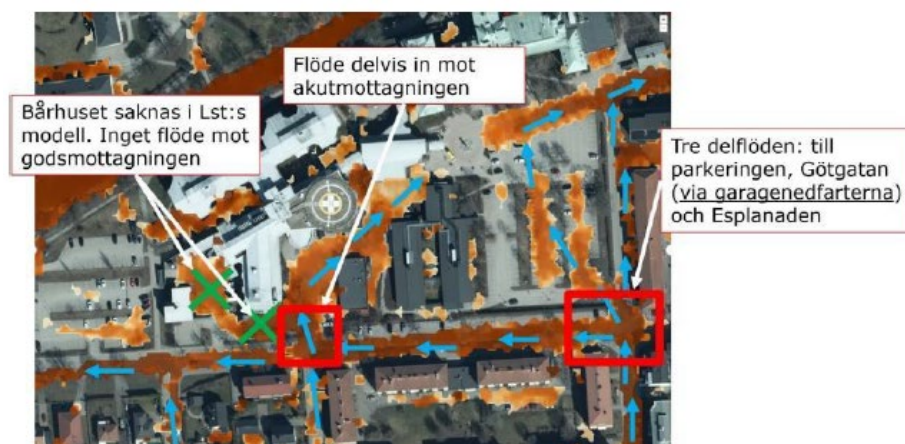 Flöde delvis in mot
akutmottagningen
Bårhuset saknas i Lst:s
modell. Inget flöde mot
godsmottagningen
Tre delflöden: till
parkeringen, Götgatan
(via garagenedfarterna)
och Esplanaden